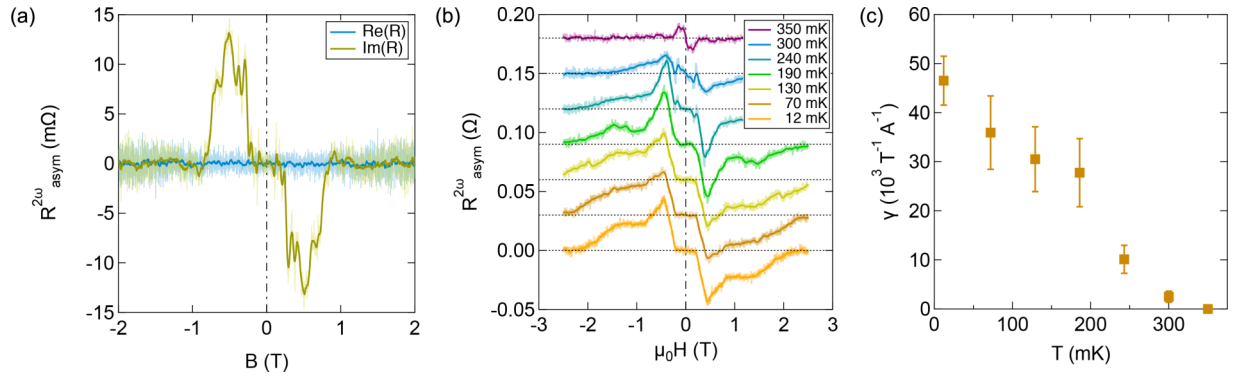 (a)
Re(R)
Im(R)
R²ω asym (mΩ)
15
10
5
0
-5
-10
-15
-2
-1
0
1
2
B (T)
(b)
350 mK
300 mK
240 mK
190 mK
130 mK
70 mK
12 mK
R²ω asym (Ω)
0.20
0.15
0.10
0.05
0.00
-0.05
-3
-2
-1
0
1
2
3
μ₀H (T)
(c)
γ (10³ T⁻¹ A⁻¹)
60
50
40
30
20
10
0
0
100
200
300
T (mK)